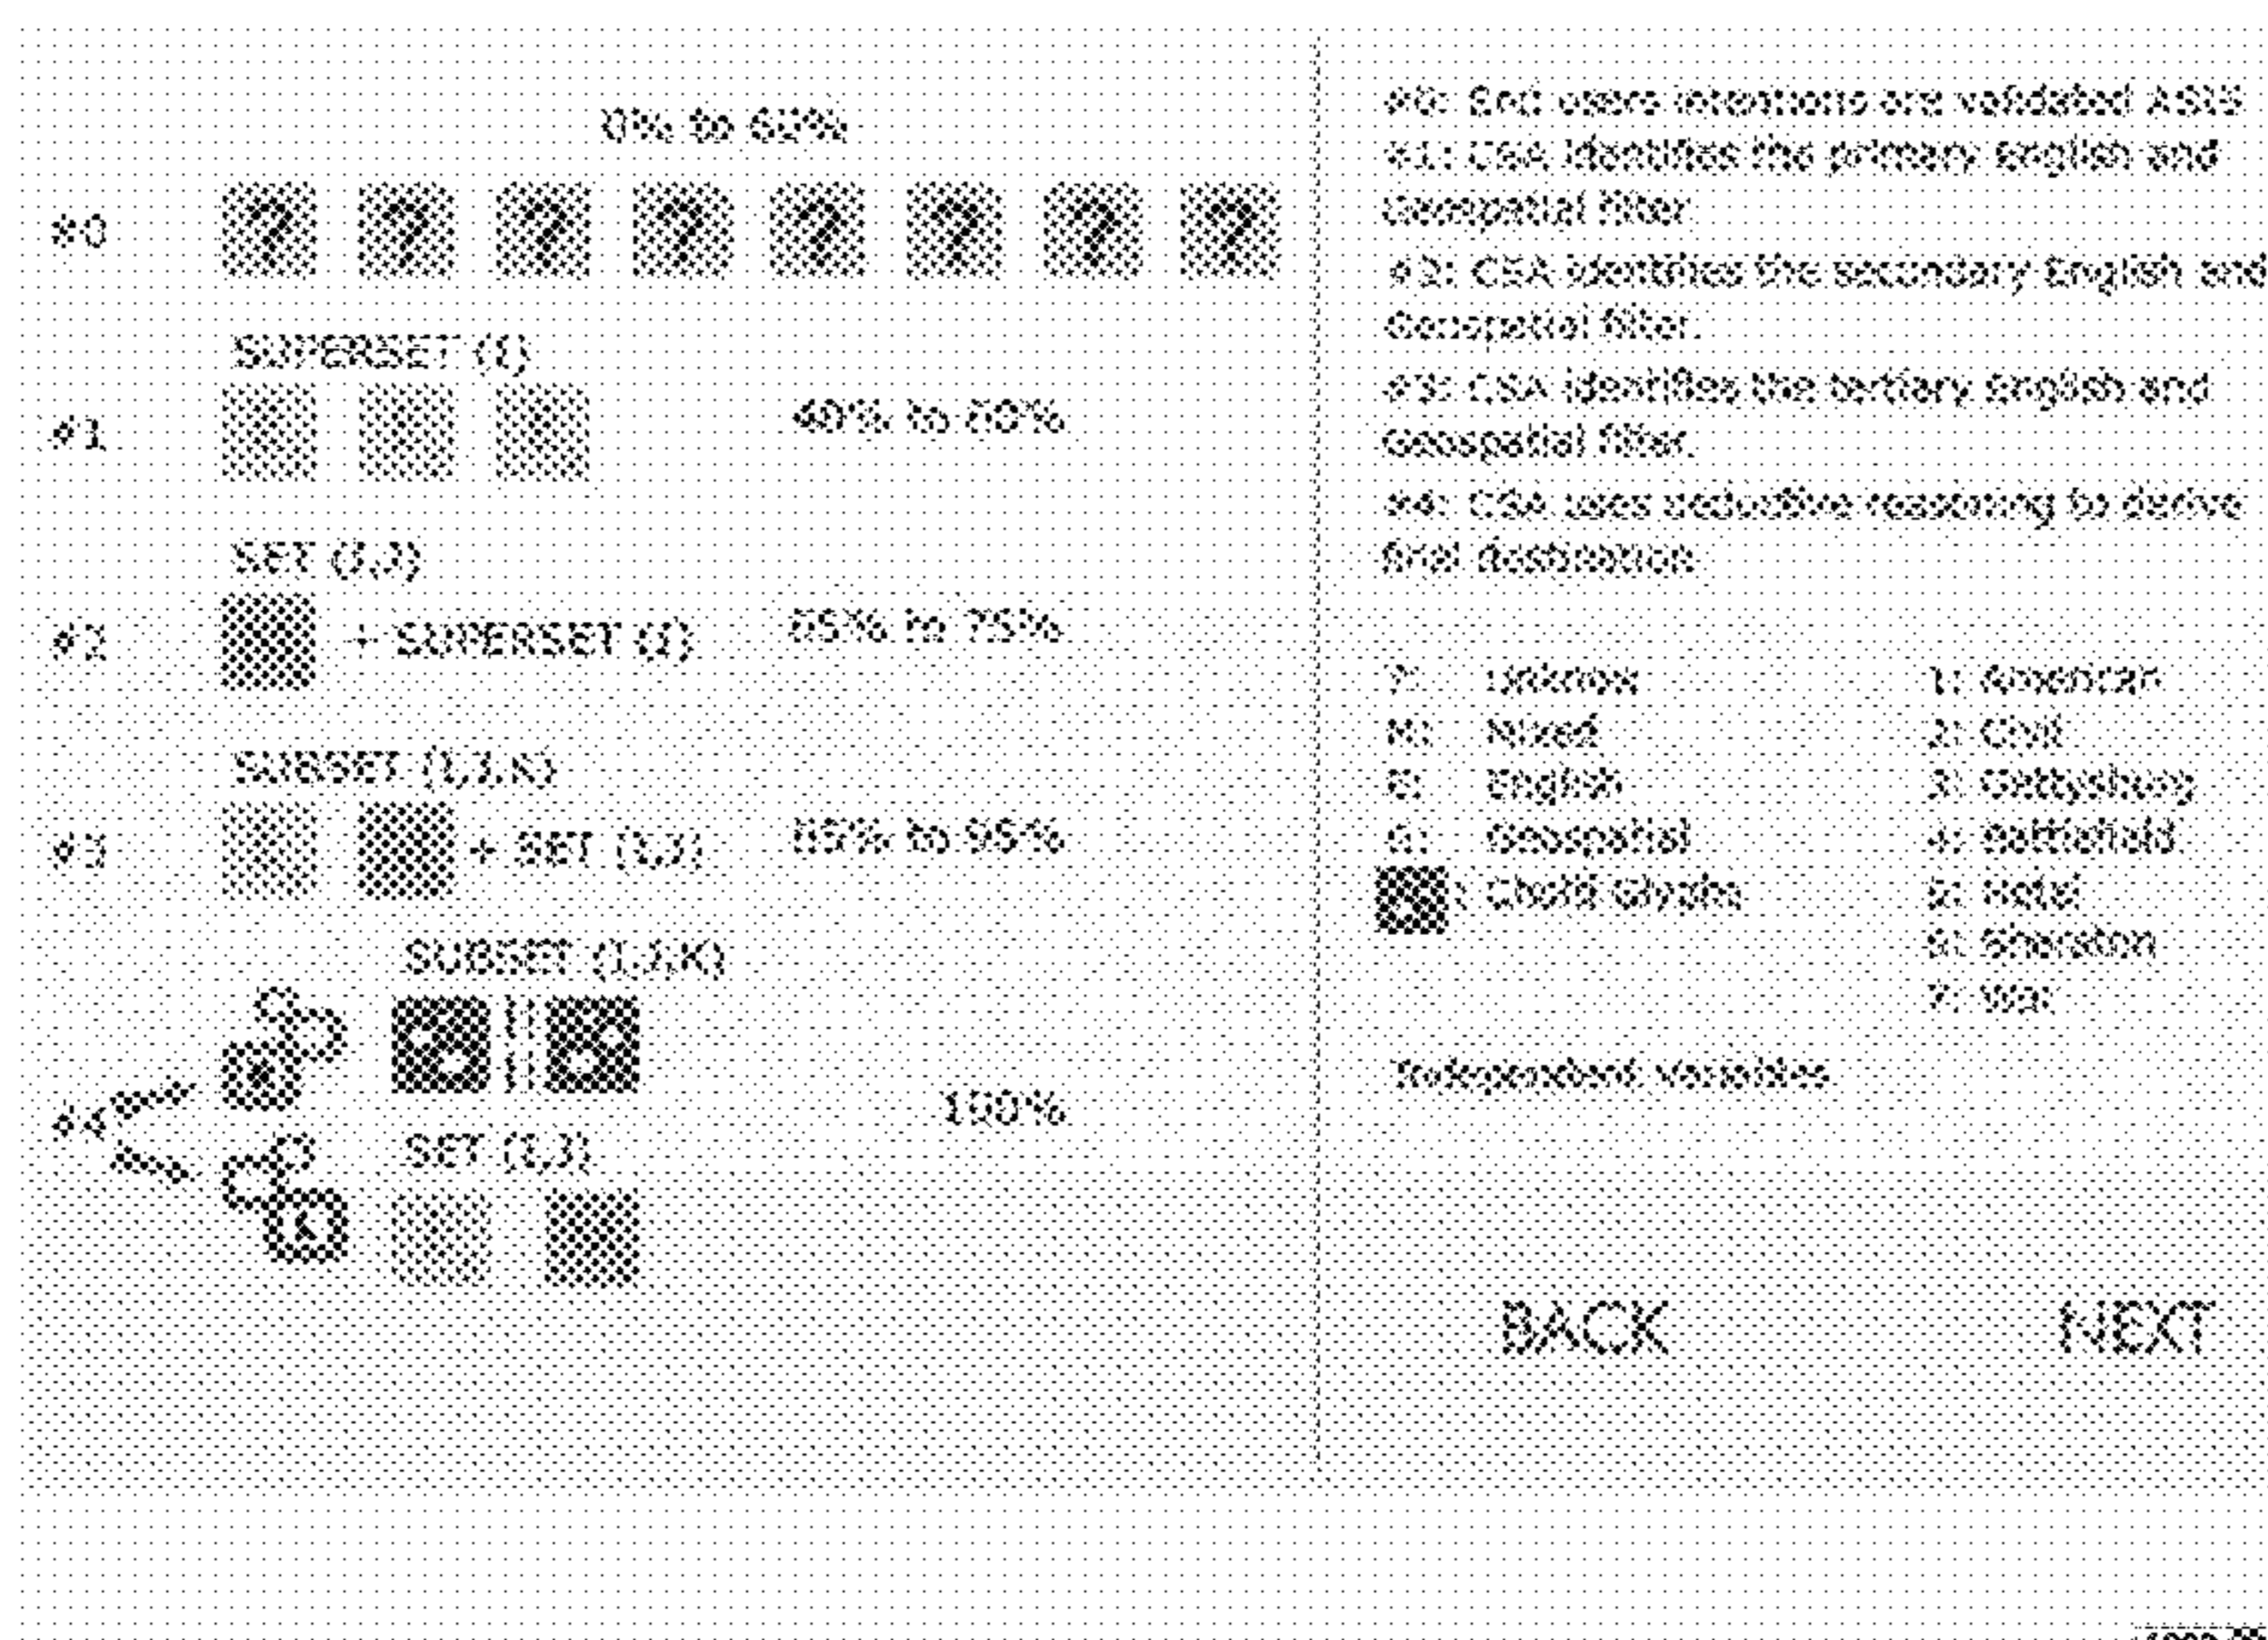 0% to 60%
#0 ? ? ? ? ? ? ? ?
SUPERSET (I)
#1 40% to 60%
SET (I,J)
#2 + SUPERSET (I) 65% to 75%
SUBSET (I,J,K)
#3 + SET (I,J) 85% to 95%
SUBSET (I,J,K)
#4 100%
SET (I,J)
#0: End users intentions are validated ASIS
#1: CSA identifies the primary English and
Geospatial filter
#2: CSA identifies the secondary English and
Geospatial filter.
#3: CSA identifies the tertiary English and
Geospatial filter.
#4: CSA uses deductive reasoning to derive
final destination
?: Unknow 1: American
M: Mixed 2: Civil
E: English 3: Gettysburg
G: Geospatial 4: Battlefield
: Glyphs 5: Hotel
6: Sheraton
7: War
Independent variables
BACK NEXT